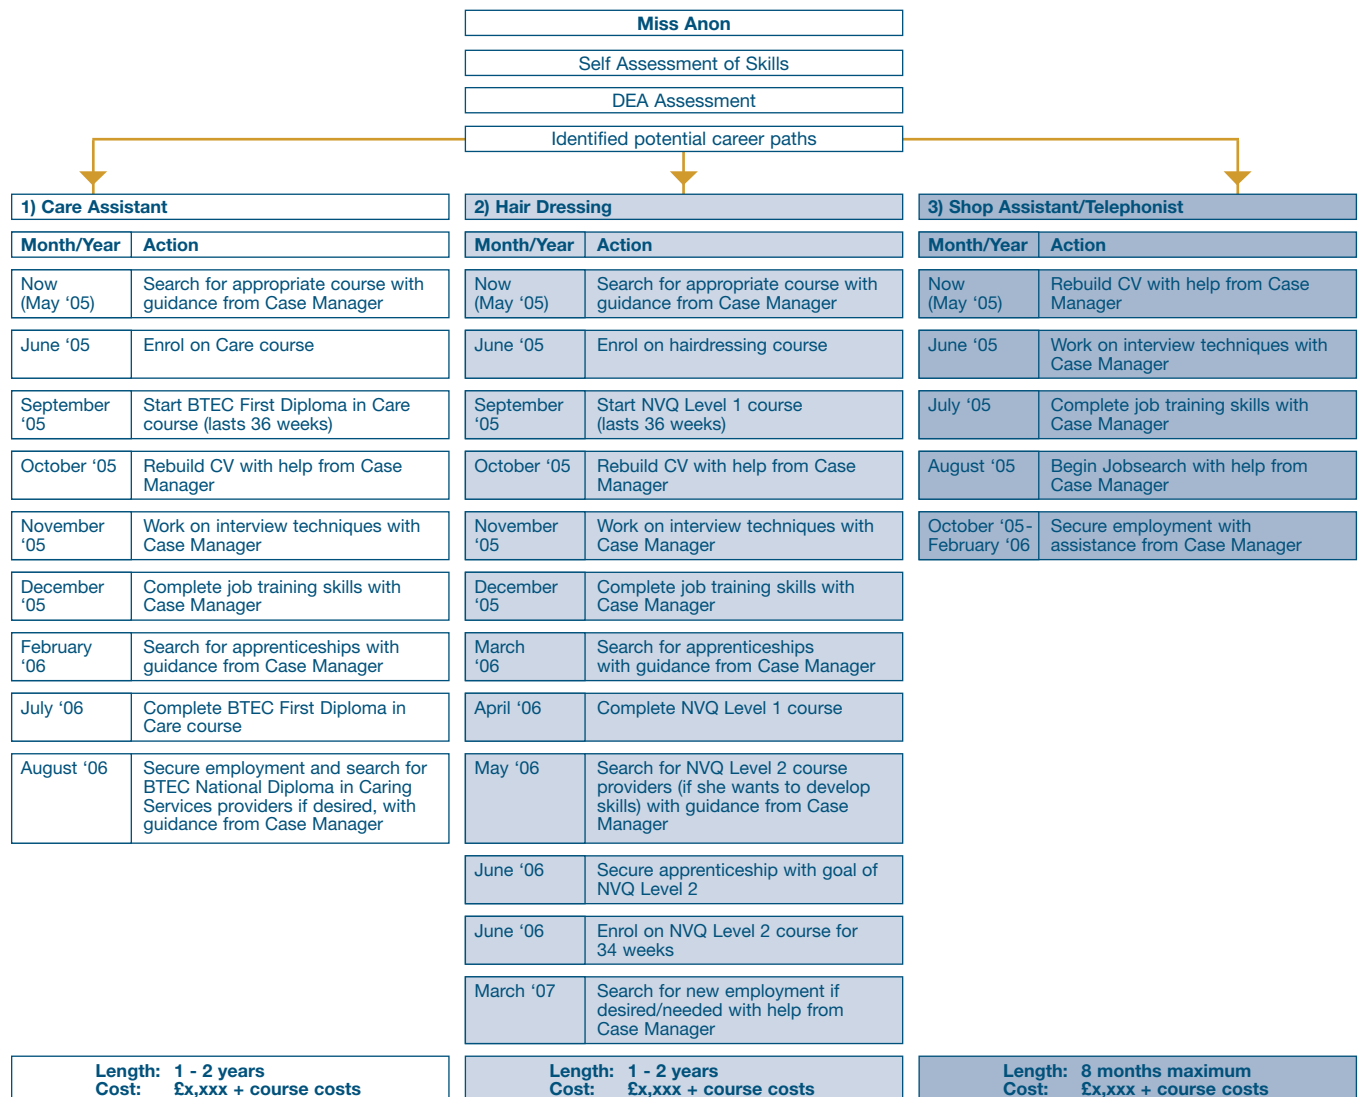 Miss Anon
Self Assessment of Skills
DEA Assessment
Identified potential career paths
1) Care Assistant
Month/Year Action
Now
(May ‘05)
Search for appropriate course with
guidance from Case Manager
June ‘05
Enrol on Care course
September
‘05
Start BTEC First Diploma in Care
course (lasts 36 weeks)
October ‘05
Rebuild CV with help from Case
Manager
November
‘05
Work on interview techniques with
Case Manager
December
‘05
Complete job training skills with
Case Manager
February
‘06
Search for apprenticeships with
guidance from Case Manager
July ‘06
Complete BTEC First Diploma in
Care course
August ‘06
Secure employment and search for
BTEC National Diploma in Caring
Services providers if desired, with
guidance from Case Manager
Length: 1 - 2 years
Cost: £x,xxx + course costs
2) Hair Dressing
Month/Year Action
Now
(May ‘05)
Search for appropriate course with
guidance from Case Manager
June ‘05
Enrol on hairdressing course
September
‘05
Start NVQ Level 1 course
(lasts 36 weeks)
October ‘05
Rebuild CV with help from Case
Manager
November
‘05
Work on interview techniques with
Case Manager
December
‘05
Complete job training skills with
Case Manager
March
‘06
Search for apprenticeships
with guidance from Case Manager
April ‘06
Complete NVQ Level 1 course
May ‘06
Search for NVQ Level 2 course
providers (if she wants to develop
skills) with guidance from Case
Manager
June ‘06
Secure apprenticeship with goal of
NVQ Level 2
June ‘06
Enrol on NVQ Level 2 course for
34 weeks
March ‘07
Search for new employment if
desired/needed with help from
Case Manager
Length: 1 - 2 years
Cost: £x,xxx + course costs
3) Shop Assistant/Telephonist
Month/Year Action
Now
(May ‘05)
Rebuild CV with help from Case
Manager
June ‘05
Work on interview techniques with
Case Manager
July ‘05
Complete job training skills with
Case Manager
August ‘05
Begin Jobsearch with help from
Case Manager
October ‘05-
February ‘06
Secure employment with
assistance from Case Manager
Length: 8 months maximum
Cost: £x,xxx + course costs